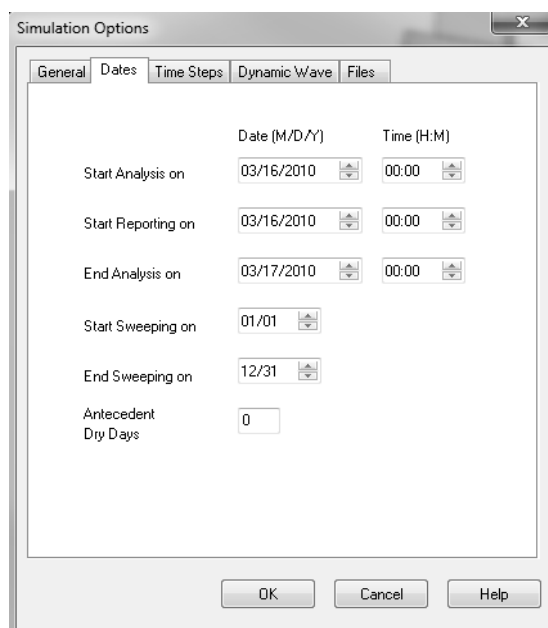 Simulation Options
x
General Dates Time Steps Dynamic Wave Files
Date (M/D/Y) Time (H:M)
Start Analysis on 03/16/2010 00:00
Start Reporting on 03/16/2010 00:00
End Analysis on 03/17/2010 00:00
Start Sweeping on 01/01
End Sweeping on 12/31
Antecedent
Dry Days 0
OK Cancel Help